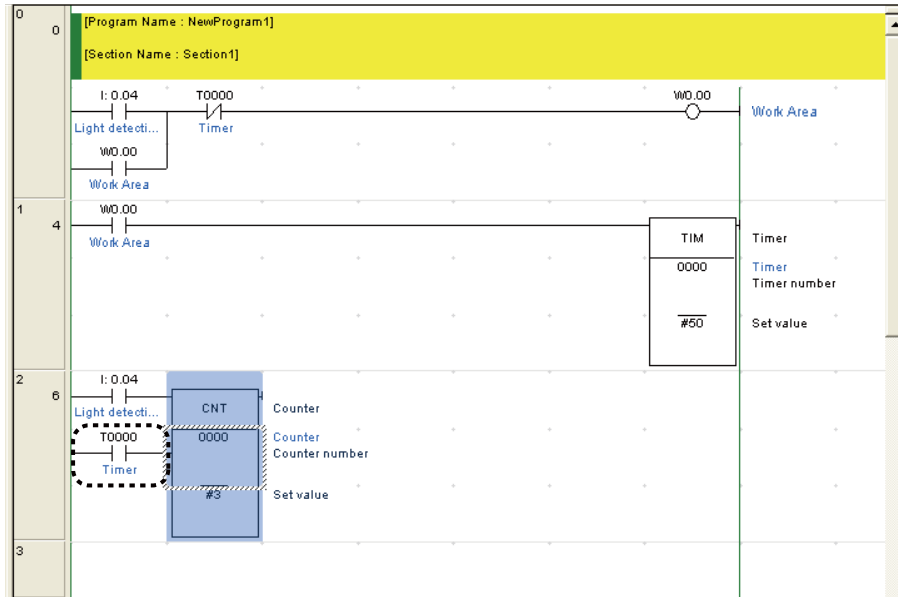 0
0
[Program Name : NewProgram1]
[Section Name : Section1]
I: 0.04
T0000
W0.00
Light detecti...
Timer
Work Area
W0.00
Work Area
1
4
W0.00
Work Area
TIM
Timer
0000
Timer
Timer number
#50
Set value
2
6
I: 0.04
Light detecti...
CNT
Counter
T0000
0000
Counter
Timer
Counter number
#3
Set value
3